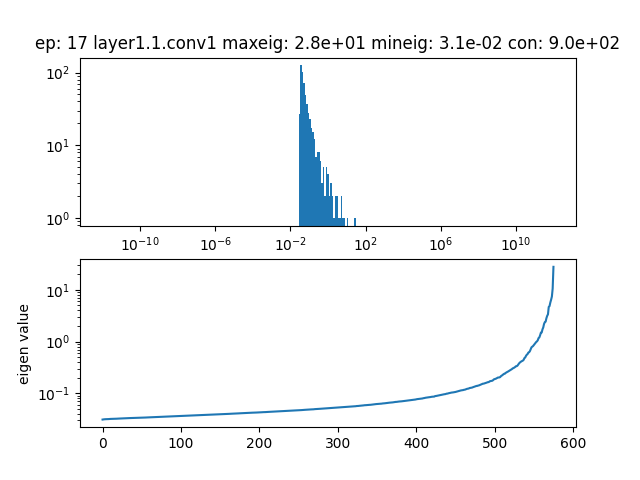 ep: 17 layer1.1.conv1 maxeig: 2.8e+01 mineig: 3.1e-02 con: 9.0e+02
10²
10¹
10⁰
10⁻¹⁰ 10⁻⁶ 10⁻² 10² 10⁶ 10¹⁰
eigen value
10¹
10⁰
10⁻¹
0 100 200 300 400 500 600